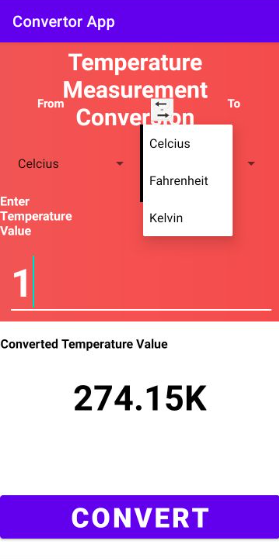 Convertor App
Temperature
Measurement
Conversion
From
To
Celcius
Celcius
Fahrenheit
Kelvin
Enter
Temperature
Value
1
Converted Temperature Value
274.15K
CONVERT